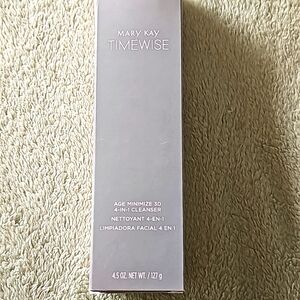 MARY KAY
TIMEWISE
AGE MINIMIZE 3D
4-IN-1 CLEANSER
NETTOYANT 4-EN-1
LIMPIADORA FACIAL 4 EN 1
4.5 OZ. NET WT. / 127 g